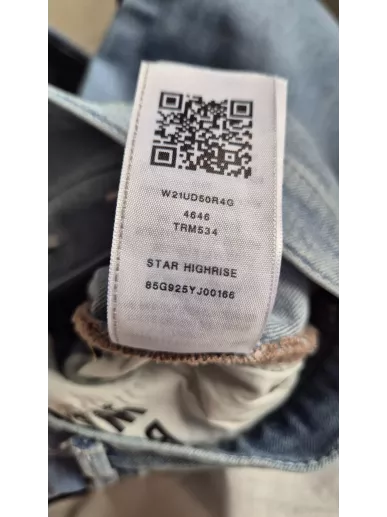 W21UD50R4G
4646
TRM534
STAR HIGHRISE
85G925YJ00166